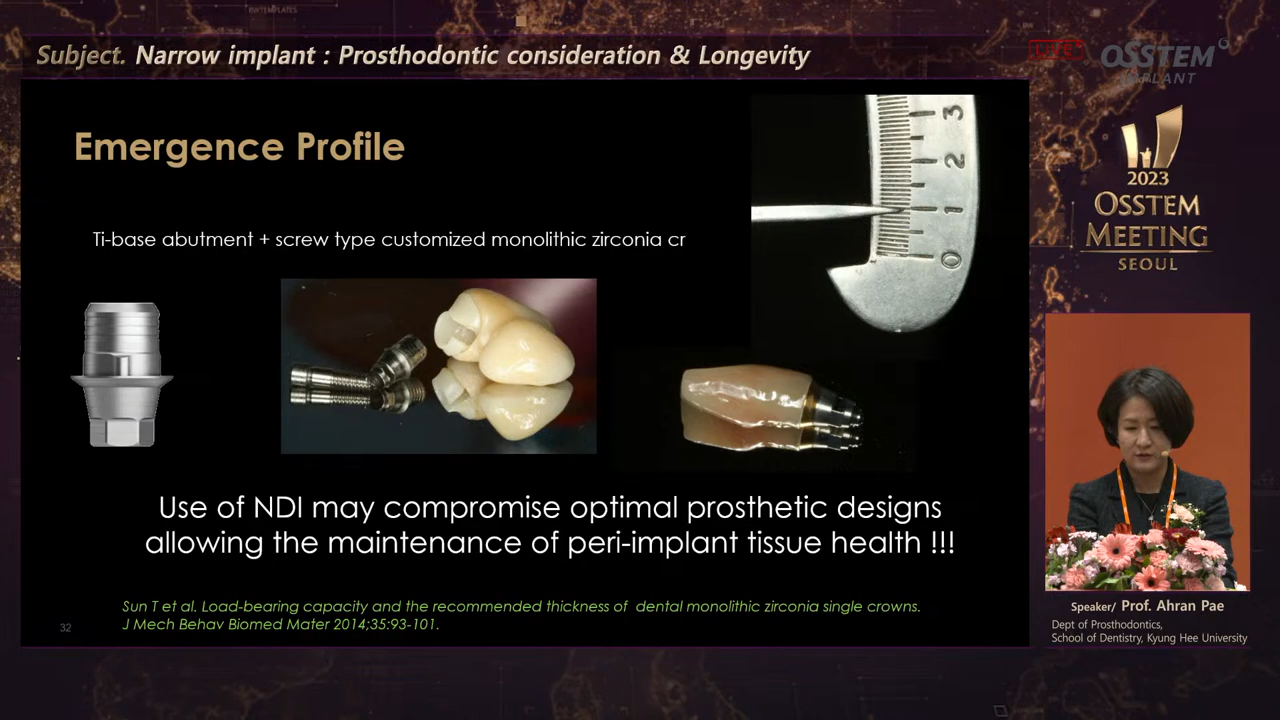 BWTEMPLATES
Subject. Narrow implant : Prosthodontic consideration & Longevity
LIVE
OSSTEM
IMPLANT
Emergence Profile
3
2
1
0
2023
OSSTEM
MEETING
SEOUL
Ti-base abutment + screw type customized monolithic zirconia cr
Use of NDI may compromise optimal prosthetic designs
allowing the maintenance of peri-implant tissue health !!!
Sun T et al. Load-bearing capacity and the recommended thickness of dental monolithic zirconia single crowns.
J Mech Behav Biomed Mater 2014;35:93-101.
32
Speaker/ Prof. Ahran Pae
Dept of Prosthodontics,
School of Dentistry, Kyung Hee University